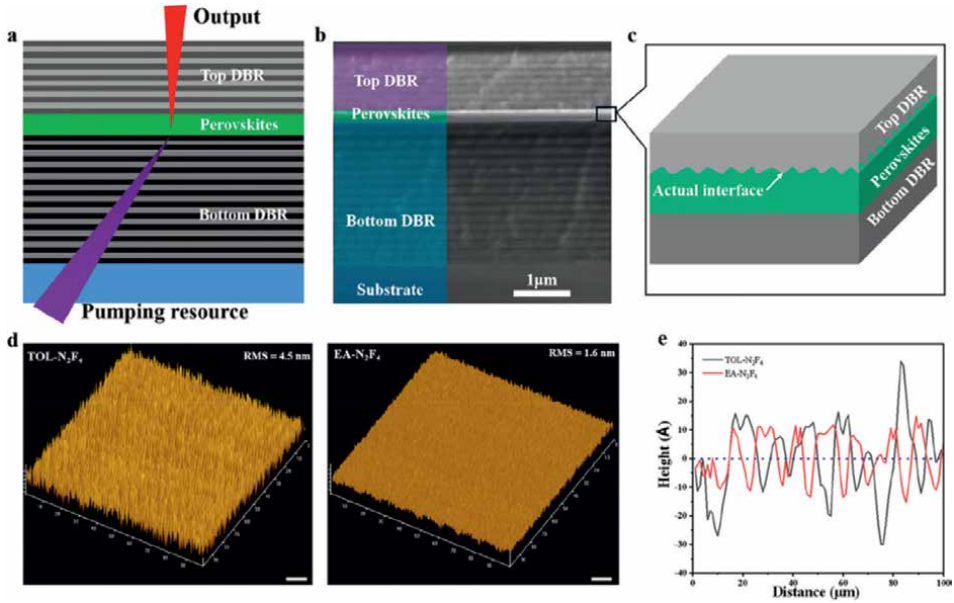 a
Output
Top DBR
Perovskites
Bottom DBR
Pumping resource
b
Top DBR
Perovskites
Bottom DBR
Substrate
1μm
c
Top DBR
Perovskites
Bottom DBR
Actual interface
d
TOL-N₂F₄
RMS = 4.5 nm
EA-N₂F₄
RMS = 1.6 nm
e
TOL-N₂F₄
EA-N₂F₄
Height (Å)
40
30
20
10
0
-10
-20
-30
-40
0 20 40 60 80 100
Distance (μm)